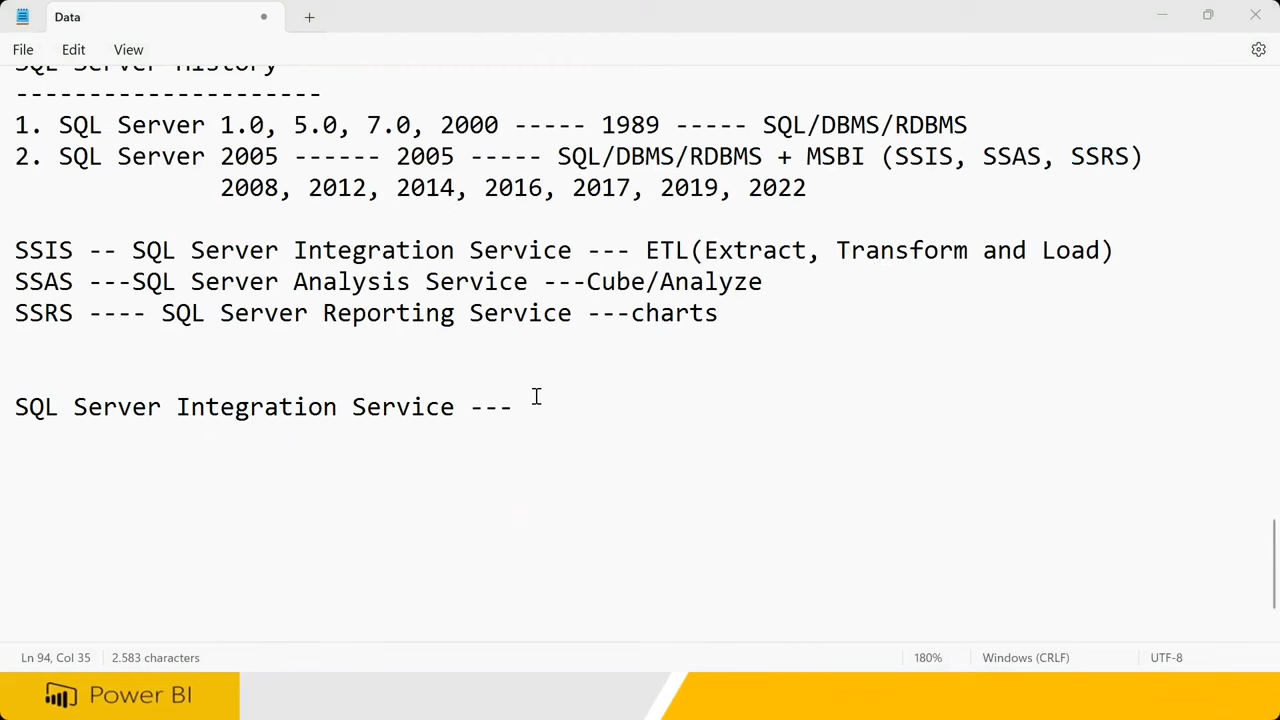 Data
File Edit View
SQL Server History
---------------------
1. SQL Server 1.0, 5.0, 7.0, 2000 ----- 1989 ----- SQL/DBMS/RDBMS
2. SQL Server 2005 ------ 2005 ----- SQL/DBMS/RDBMS + MSBI (SSIS, SSAS, SSRS)
2008, 2012, 2014, 2016, 2017, 2019, 2022
SSIS -- SQL Server Integration Service --- ETL(Extract, Transform and Load)
SSAS ---SQL Server Analysis Service ---Cube/Analyze
SSRS ---- SQL Server Reporting Service ---charts
SQL Server Integration Service ---
Ln 94, Col 35 2.583 characters 180% Windows (CRLF) UTF-8
Power BI